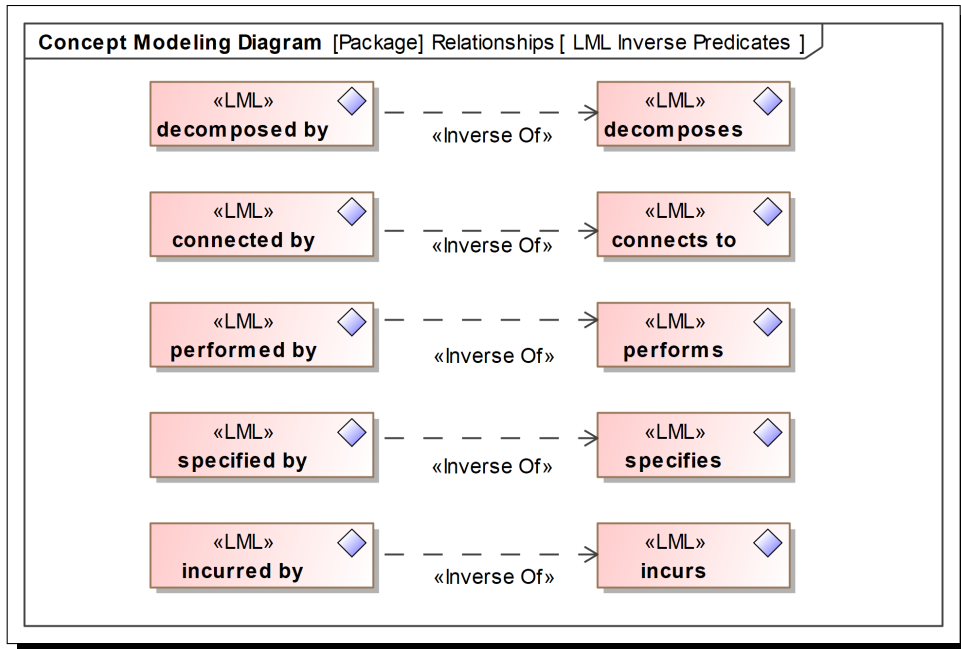 Concept Modeling Diagram [Package] Relationships [ LML Inverse Predicates ]
«LML»
decomposed by
«Inverse Of»
«LML»
decomposes
«LML»
connected by
«Inverse Of»
«LML»
connects to
«LML»
performed by
«Inverse Of»
«LML»
performs
«LML»
specified by
«Inverse Of»
«LML»
specifies
«LML»
incurred by
«Inverse Of»
«LML»
incurs